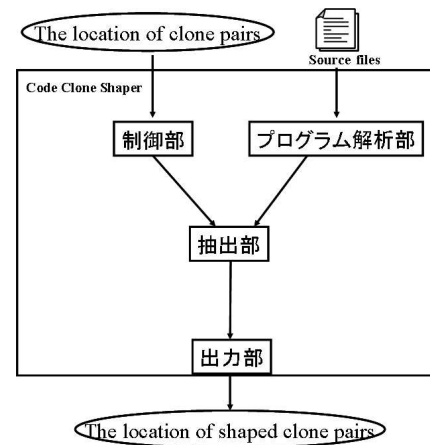 The location of clone pairs
Source files
Code Clone Shaper
制御部
プログラム解析部
抽出部
出力部
The location of shaped clone pairs